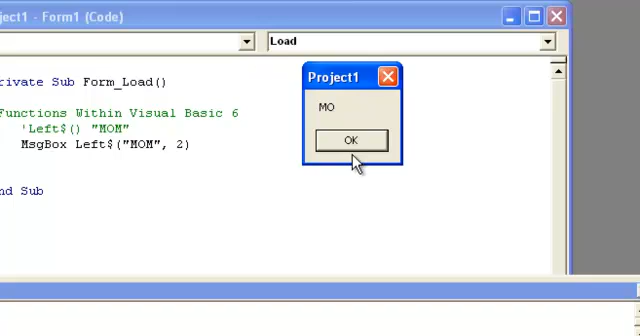 ject1 - Form1 (Code)
Load
rivate Sub Form_Load()
Functions Within Visual Basic 6
'Left$() "MOM"
MsgBox Left$("MOM", 2)
nd Sub
Project1
MO
OK